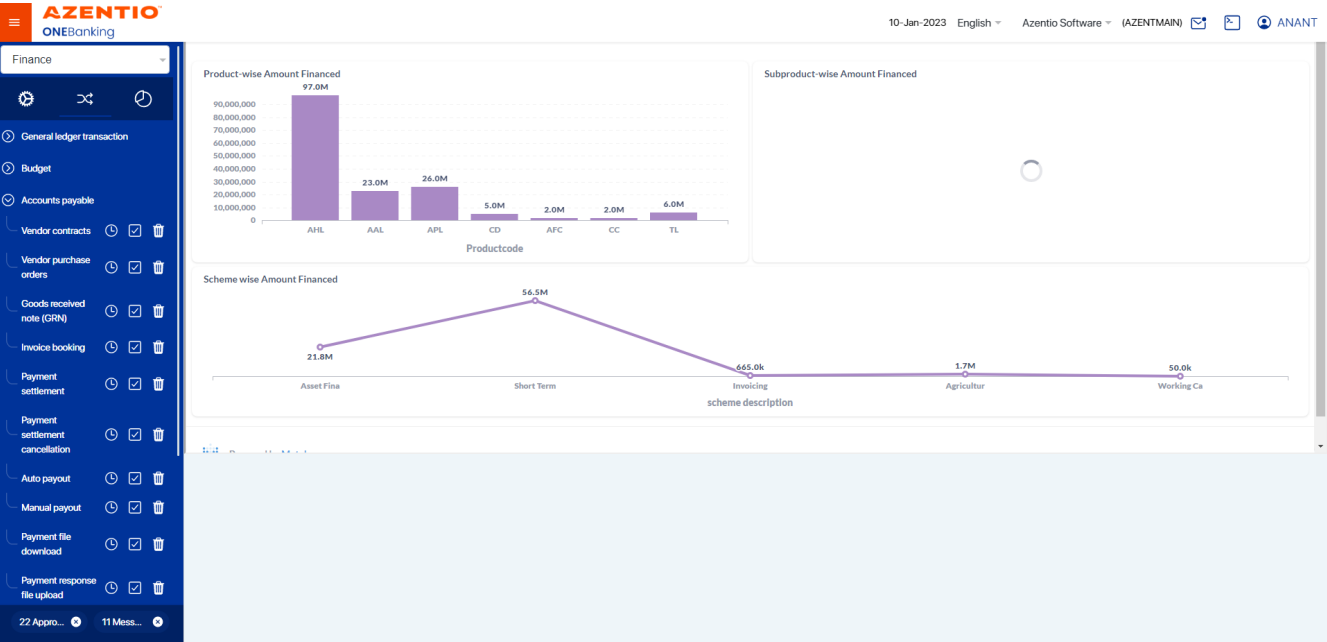 AZENTIO
ONEBanking
10-Jan-2023 English Azentio Software (AZENTMAIN) ANANT
Finance
General ledger transaction
Budget
Accounts payable
Vendor contracts
Vendor purchase
orders
Goods received
note (GRN)
Invoice booking
Payment
settlement
Payment
settlement
cancellation
Auto payout
Manual payout
Payment file
download
Payment response
file upload
22 Appro...
11 Mess...
Product-wise Amount Financed
97.0M
90,000,000
80,000,000
70,000,000
60,000,000
50,000,000
40,000,000
30,000,000
20,000,000
10,000,000
0
23.0M
26.0M
5.0M
2.0M
2.0M
6.0M
AHL AAL APL CD AFC CC TL
Productcode
Subproduct-wise Amount Financed
Scheme wise Amount Financed
56.5M
21.8M
665.0k
1.7M
50.0k
Asset Fina Short Term Invoicing Agricultur Working Ca
scheme description